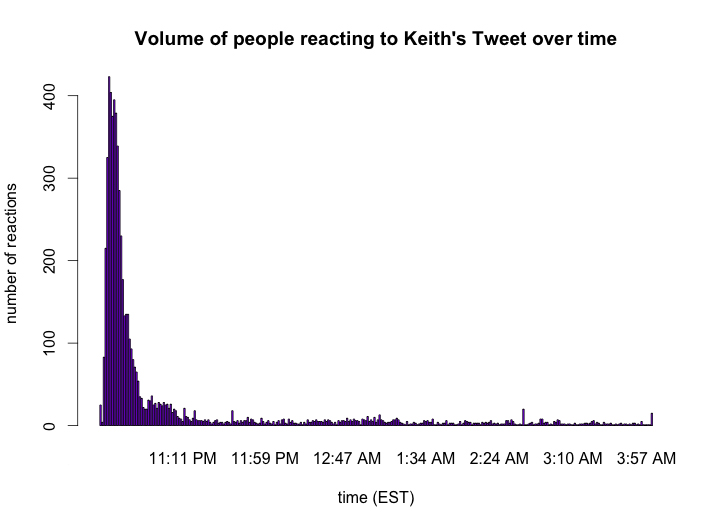 Volume of people reacting to Keith's Tweet over time
number of reactions
400
300
200
100
0
11:11 PM 11:59 PM 12:47 AM 1:34 AM 2:24 AM 3:10 AM 3:57 AM
time (EST)